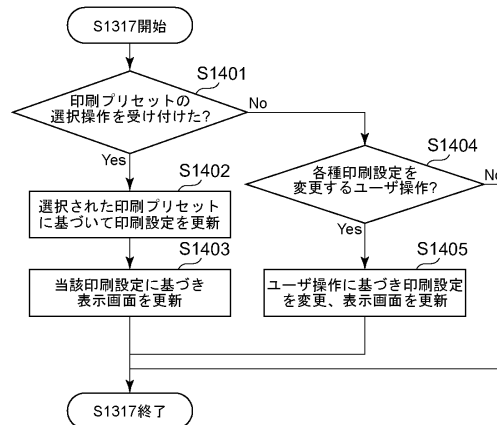 S1317開始
S1401
印刷プリセットの
選択操作を受け付けた?
No
Yes
S1402
選択された印刷プリセット
に基づいて印刷設定を更新
S1403
当該印刷設定に基づき
表示画面を更新
S1404
各種印刷設定を
変更するユーザ操作?
No
Yes
S1405
ユーザ操作に基づき印刷設定
を変更、表示画面を更新
S1317終了